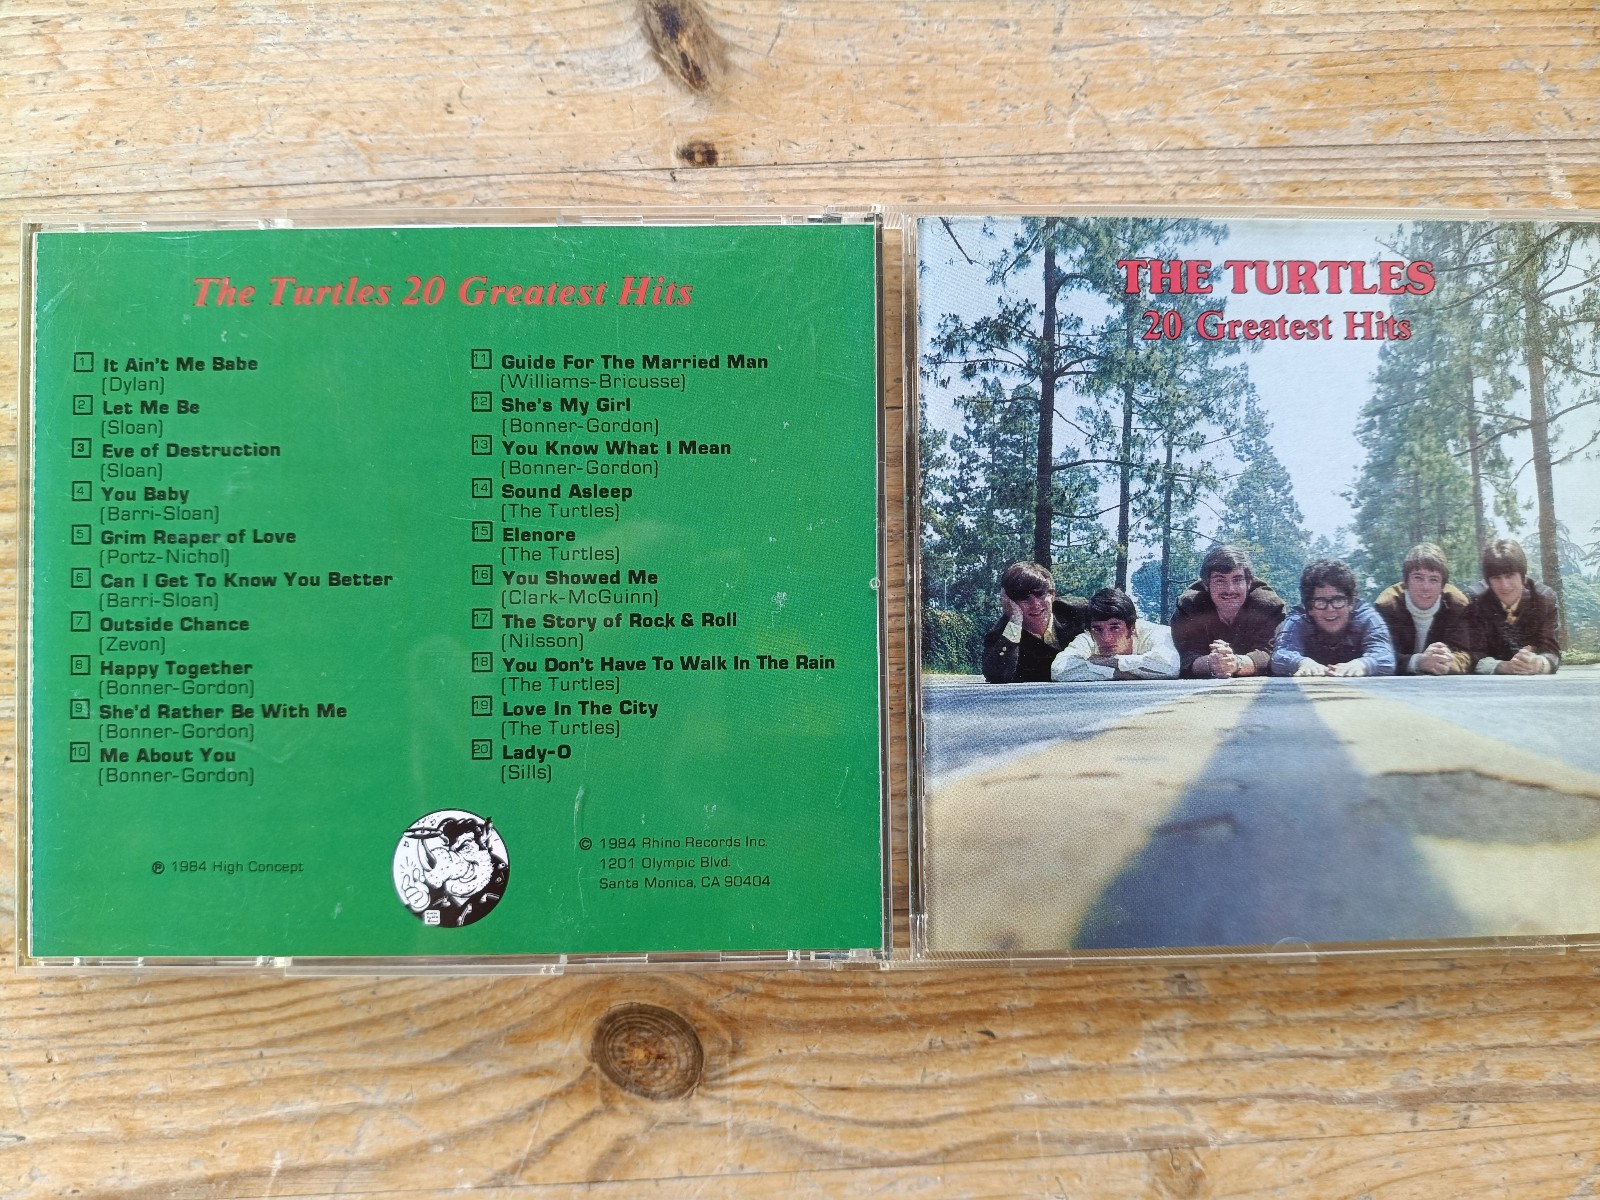 The Turtles 20 Greatest Hits
1 It Ain't Me Babe
(Dylan)
2 Let Me Be
(Sloan)
3 Eve of Destruction
(Sloan)
4 You Baby
(Barri-Sloan)
5 Grim Reaper of Love
(Portz-Nichol)
6 Can I Get To Know You Better
(Barri-Sloan)
7 Outside Chance
(Zevon)
8 Happy Together
(Bonner-Gordon)
9 She'd Rather Be With Me
(Bonner-Gordon)
10 Me About You
(Bonner-Gordon)
11 Guide For The Married Man
(Williams-Bricusse)
12 She's My Girl
(Bonner-Gordon)
13 You Know What I Mean
(Bonner-Gordon)
14 Sound Asleep
(The Turtles)
15 Elenore
(The Turtles)
16 You Showed Me
(Clark-McGuinn)
17 The Story of Rock & Roll
(Nilsson)
18 You Don't Have To Walk In The Rain
(The Turtles)
19 Love In The City
(The Turtles)
20 Lady-O
(Sills)
℗ 1984 High Concept
© 1984 Rhino Records Inc.
1201 Olympic Blvd.
Santa Monica, CA 90404
THE TURTLES
20 Greatest Hits